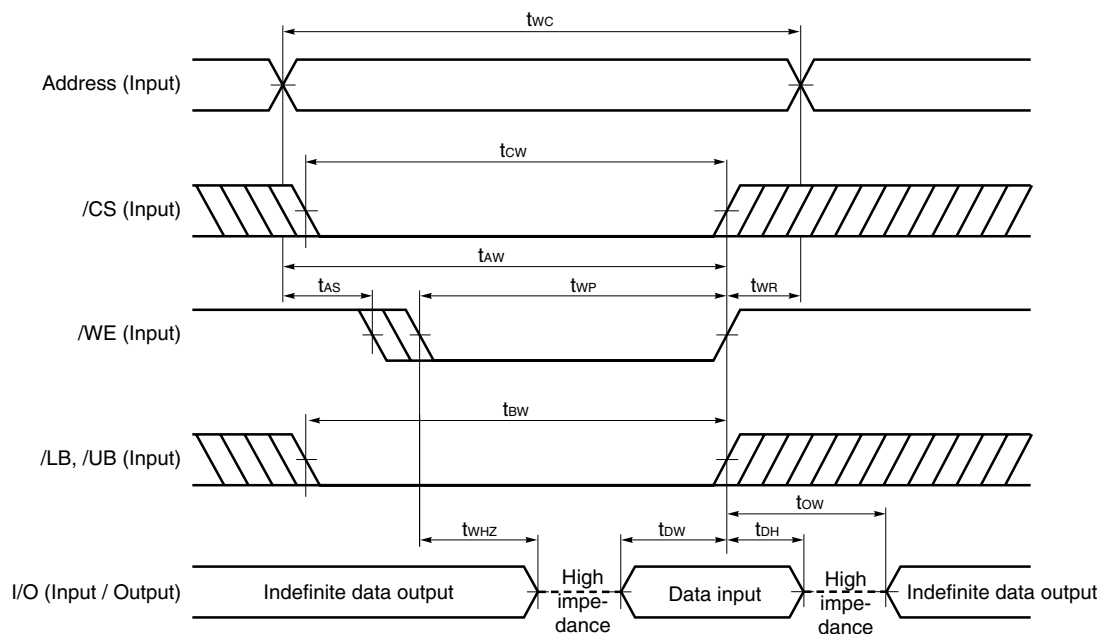 tWC
Address (Input)
tCW
/CS (Input)
tAW
tAS
tWP
tWR
/WE (Input)
tBW
/LB, /UB (Input)
tOW
tWHZ
tDW
tDH
I/O (Input / Output)
Indefinite data output
High
impe-
dance
Data input
High
impe-
dance
Indefinite data output